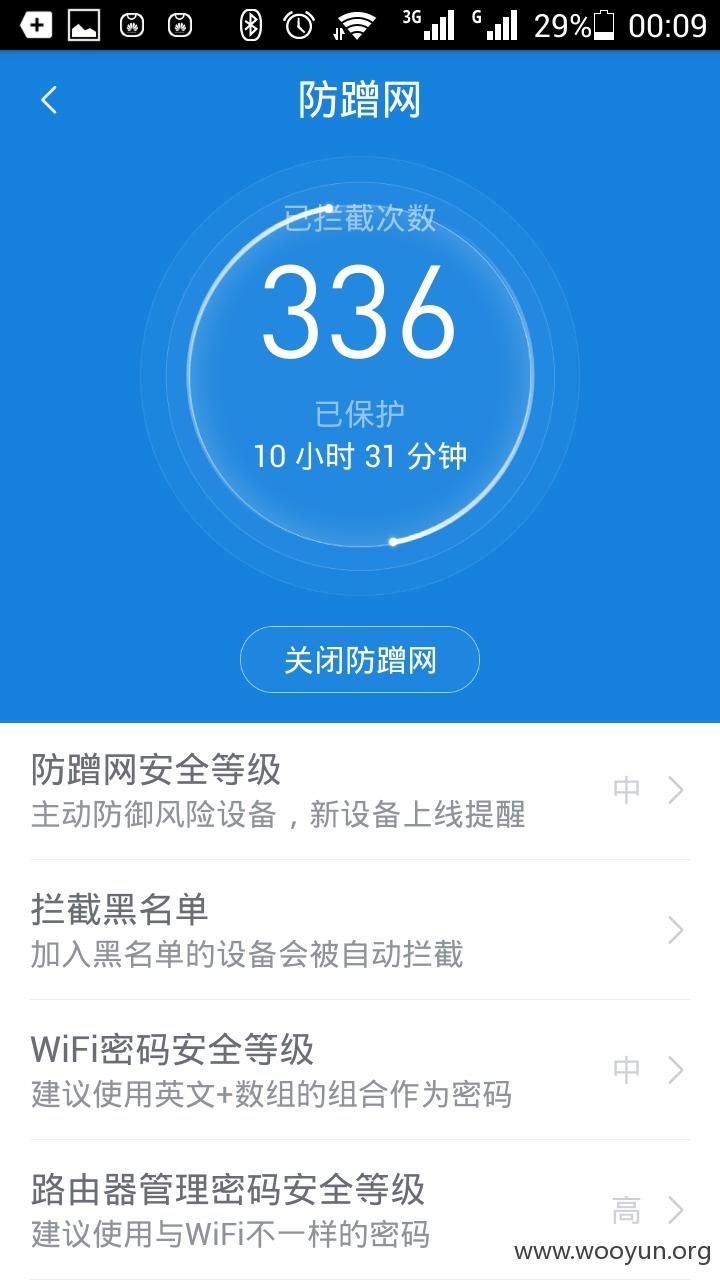 3G G 29% 00:09
防蹭网
已拦截次数
336
已保护
10 小时 31 分钟
关闭防蹭网
防蹭网安全等级
中
主动防御风险设备，新设备上线提醒
拦截黑名单
加入黑名单的设备会被自动拦截
WiFi密码安全等级
中
建议使用英文+数组的组合作为密码
路由器管理密码安全等级
高
建议使用与WiFi不一样的密码
www.wooyun.org